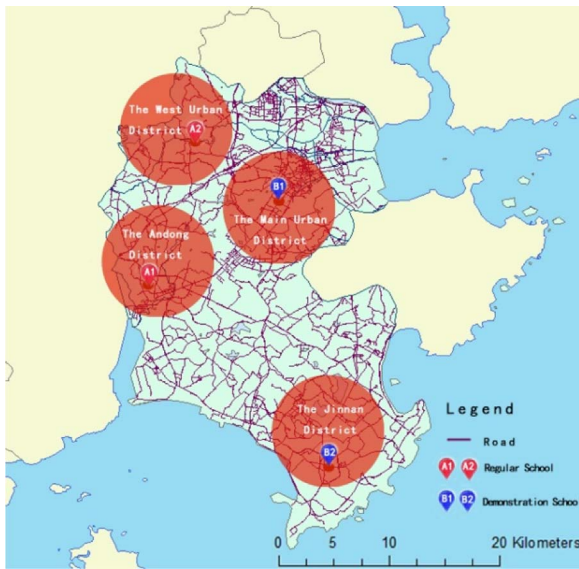 The West Urban
District
A2
B1
The Main Urban
District
The Andong
District
A1
The Jinnan
District
B2
Legend
Road
A1 A2 Regular School
B1 B2 Demonstration Schoo
0 5 10 20 Kilometers